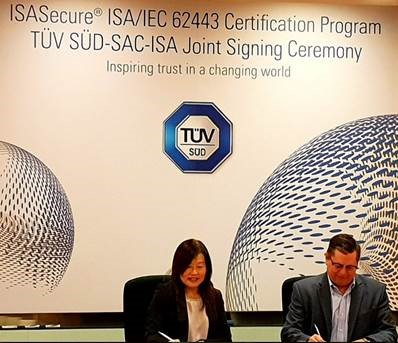 ISASecure® ISA/IEC 62443 Certification Program
TÜV SÜD-SAC-ISA Joint Signing Ceremony
Inspiring trust in a changing world
TÜV
SÜD